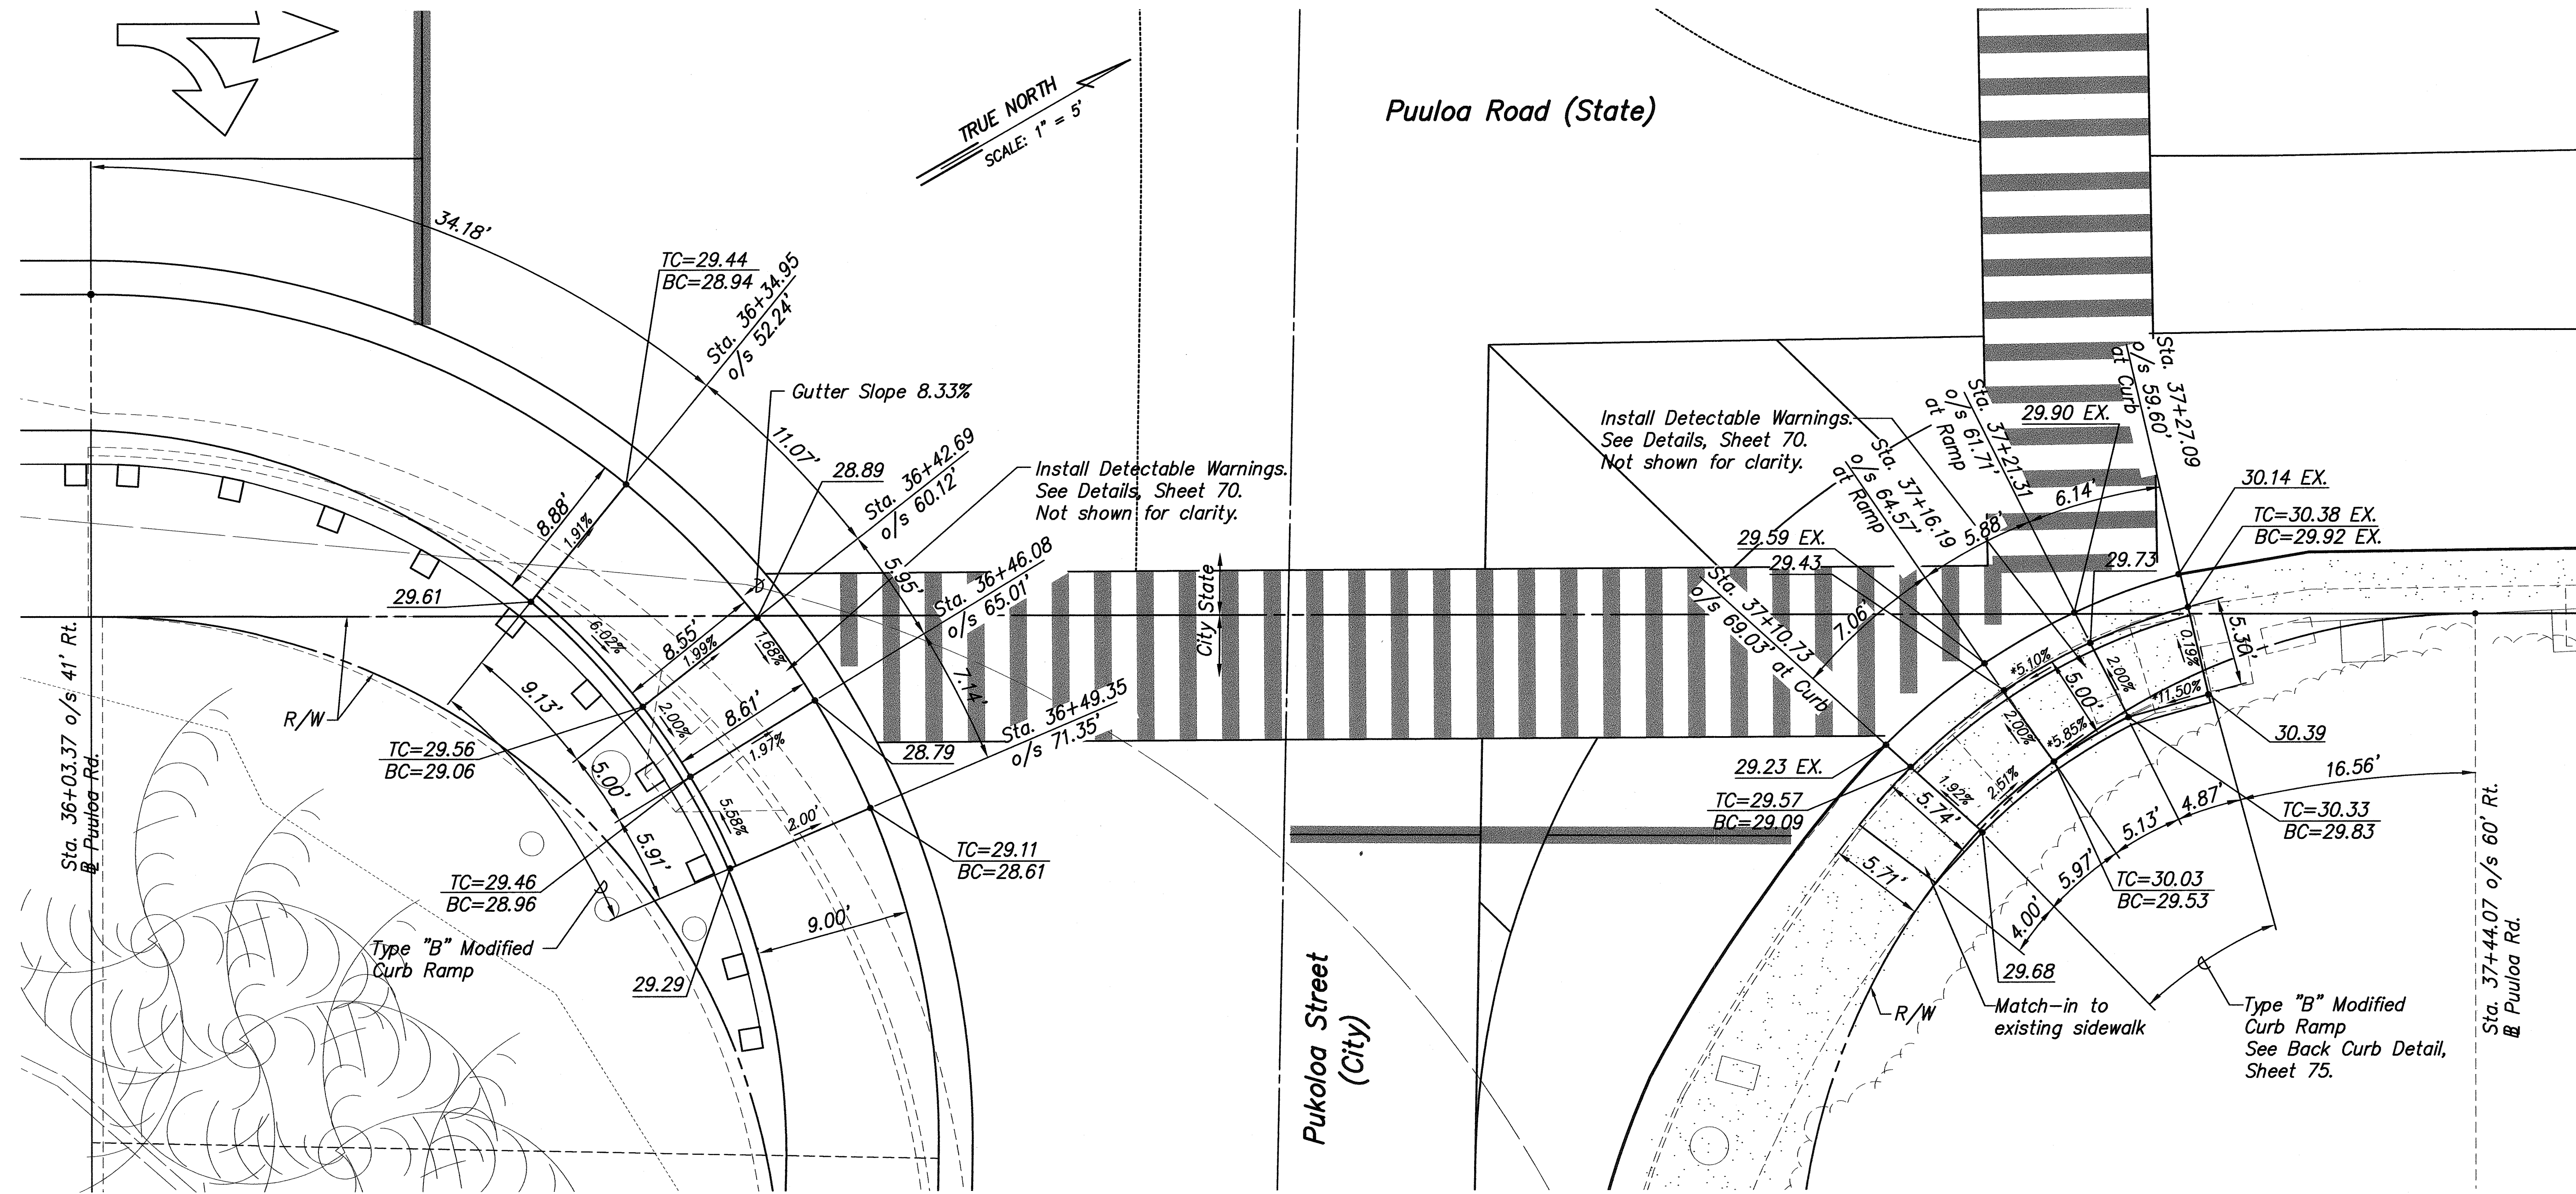 TRUE NORTH
SCALE: 1" = 5'
Puuloa Road (State)
34.18'
TC=29.44
BC=28.94
Sta. 36+34.95
o/s 52.24'
Gutter Slope 8.33%
11.07'
28.89
Sta. 36+42.69
o/s 60.12'
Install Detectable Warnings.
See Details, Sheet 70.
Not shown for clarity.
5.95'
Sta. 36+46.08
o/s 65.01'
8.88'
1.91%
29.61
6.02%
8.55'
1.99%
1.68%
7.14'
Sta. 36+49.35
o/s 71.35'
R/W
9.13'
2.00%
8.61'
1.97%
28.79
TC=29.56
BC=29.06
5.00'
5.58%
2.00'
5.91'
TC=29.11
BC=28.61
TC=29.46
BC=28.96
9.00'
Type "B" Modified
Curb Ramp
29.29
Sta. 36+03.37 o/s 41' Rt.
BL Puuloa Rd.
City State
Pukoloa Street
(City)
Install Detectable Warnings.
See Details, Sheet 70.
Not shown for clarity.
Sta. 37+10.73
o/s 69.03' at Curb
Sta. 37+16.19
o/s 64.57'
at Ramp
Sta. 37+21.31
o/s 61.71'
at Ramp
Sta. 37+27.09
o/s 59.60'
at Curb
29.90 EX.
6.14'
5.88'
7.06'
30.14 EX.
TC=30.38 EX.
BC=29.92 EX.
29.59 EX.
29.43
29.73
*5.10%
2.00%
0.19%
5.30'
5.00'
*11.50%
2.00%
*5.85%
30.39
29.23 EX.
TC=29.57
BC=29.09
1.92%
5.74'
2.51%
5.71'
16.56'
4.87'
5.13'
5.97'
4.00'
TC=30.33
BC=29.83
TC=30.03
BC=29.53
29.68
R/W
Match-in to
existing sidewalk
Type "B" Modified
Curb Ramp
See Back Curb Detail,
Sheet 75.
Sta. 37+44.07 o/s 60' Rt.
BL Puuloa Rd.